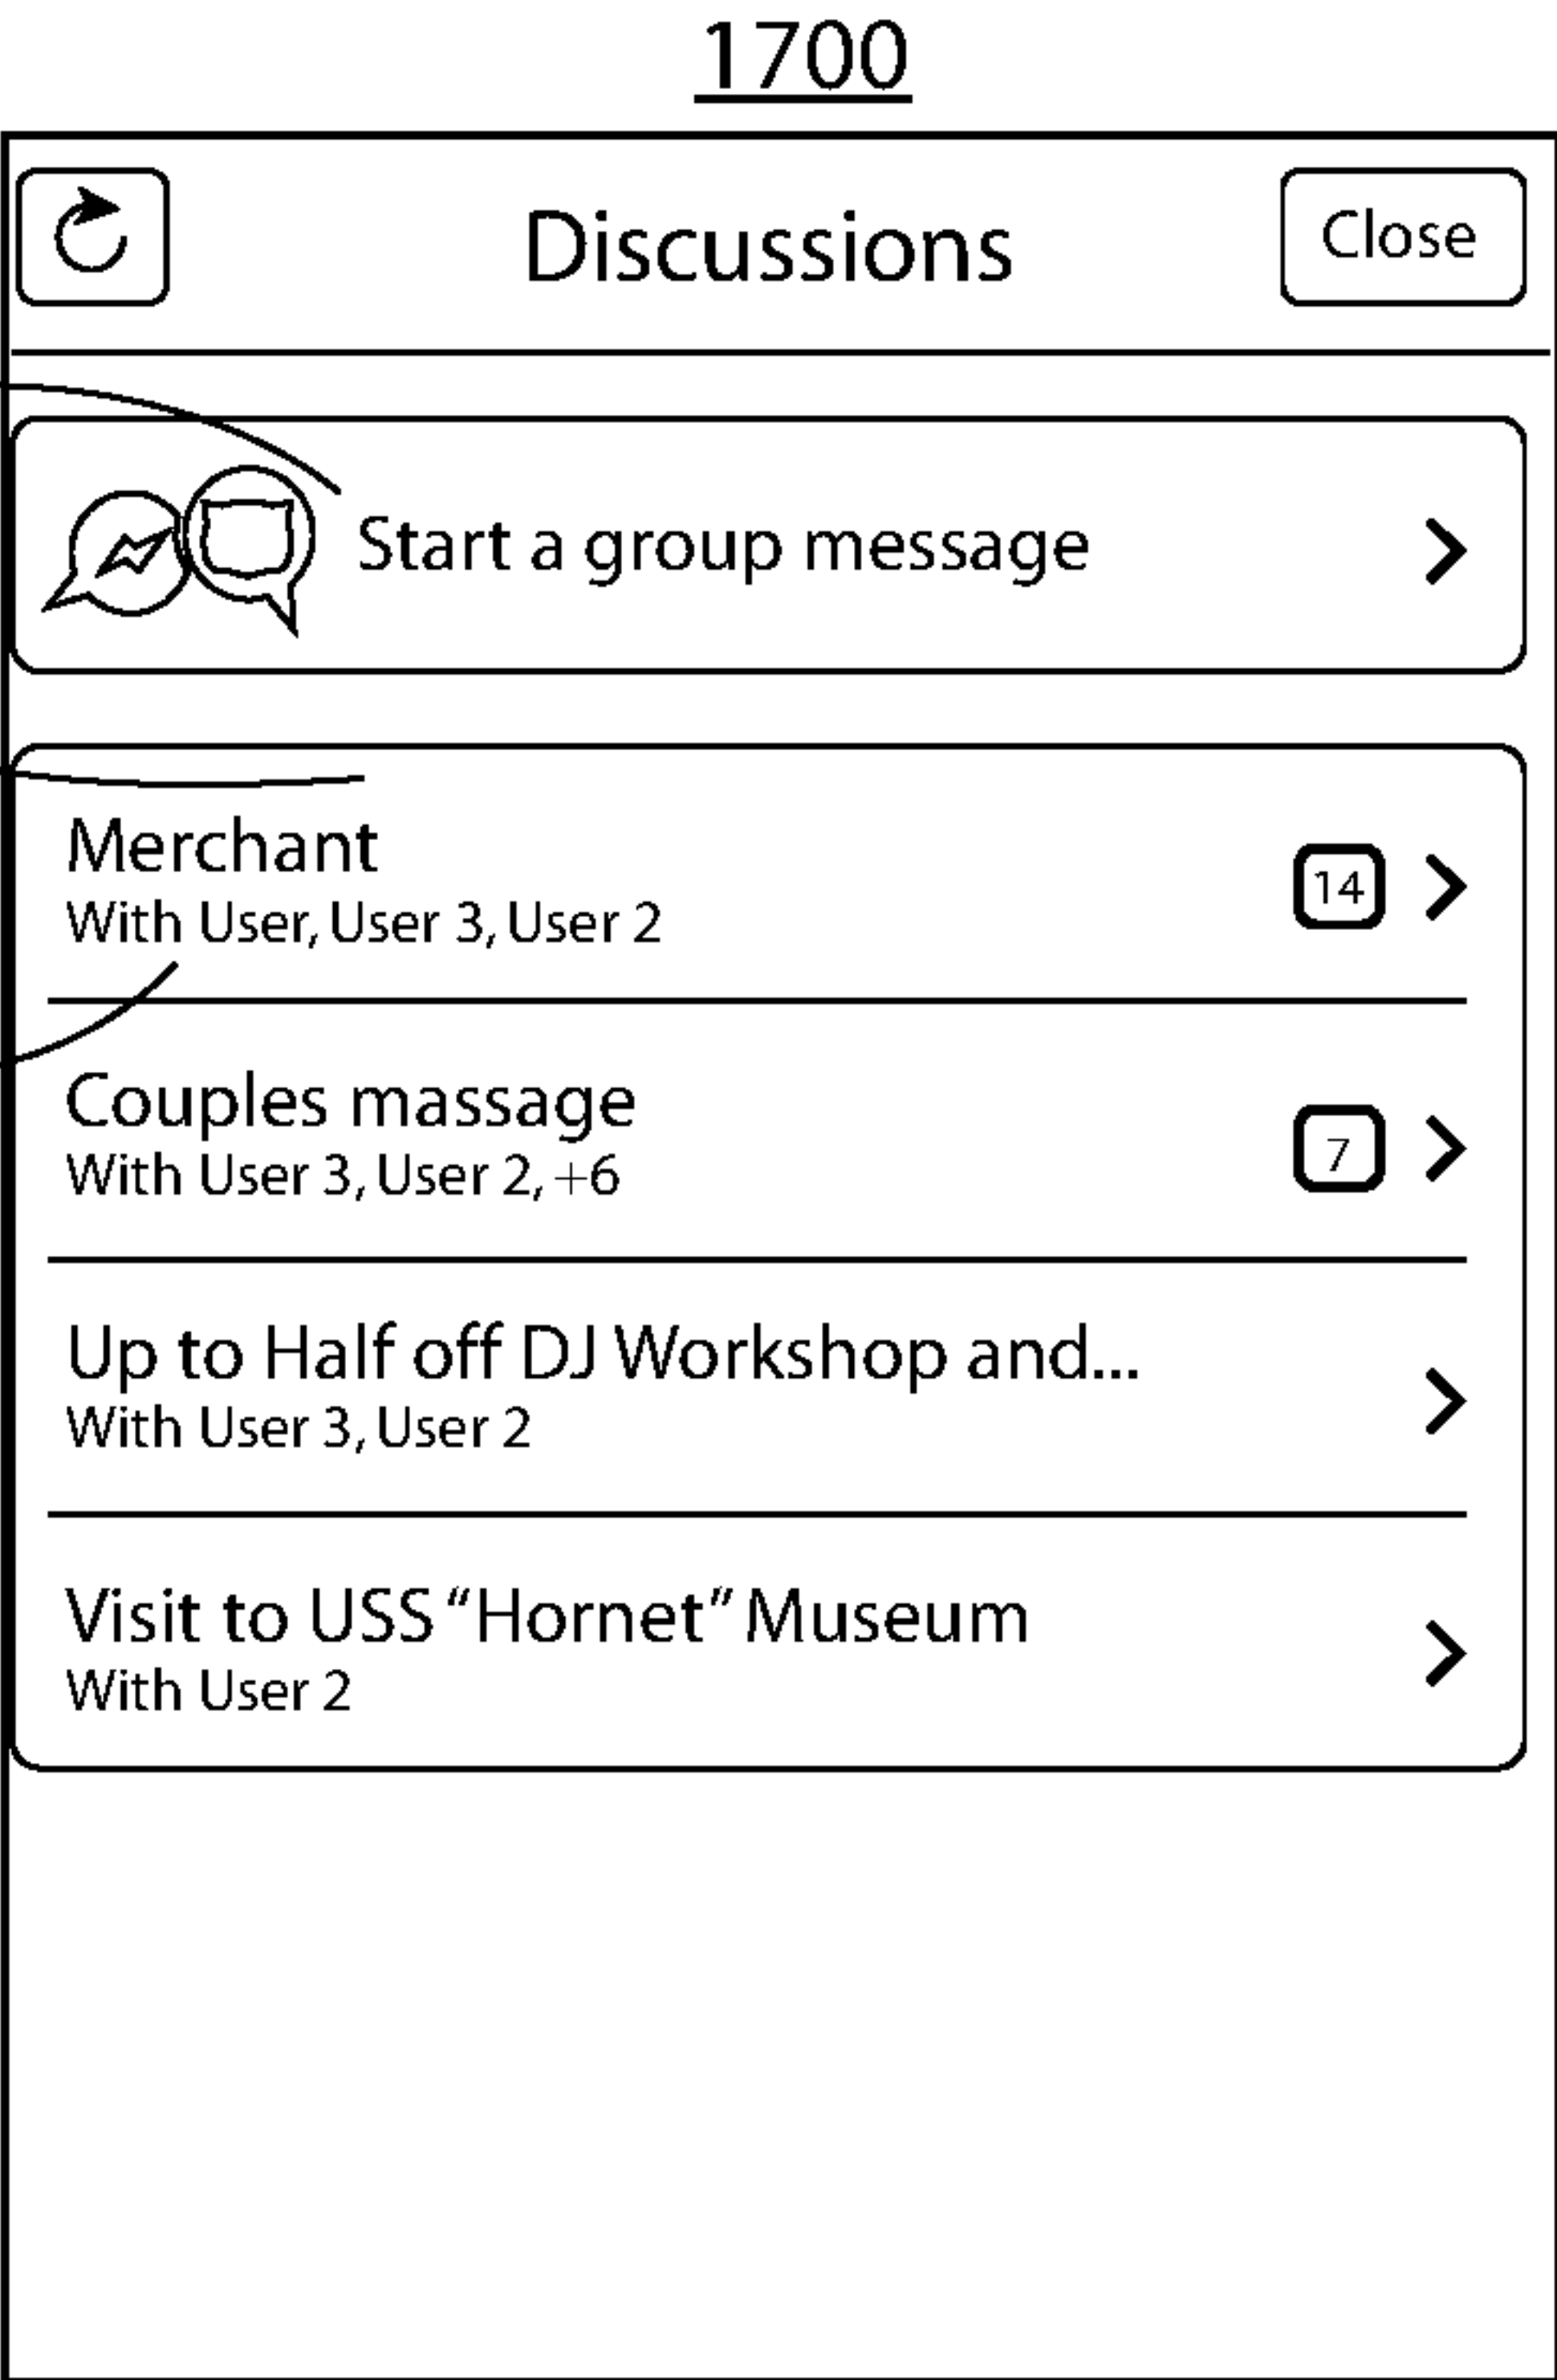 1700
Discussions
Close
Start a group message
Merchant
With User, User 3, User 2
14
Couples massage
With User 3, User 2, +6
7
Up to Half off DJ Workshop and...
With User 3, User 2
Visit to USS “Hornet” Museum
With User 2